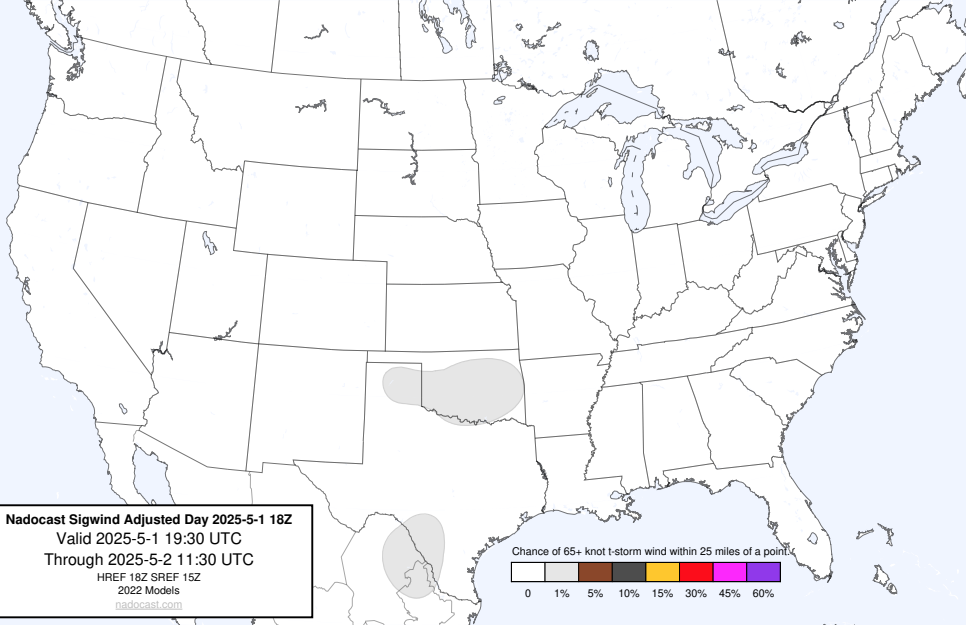 Nadocast Sigwind Adjusted Day 2025-5-1 18Z
Valid 2025-5-1 19:30 UTC
Through 2025-5-2 11:30 UTC
HREF 18Z SREF 15Z
2022 Models
nadocast.com
Chance of 65+ knot t-storm wind within 25 miles of a point.
0 1% 5% 10% 15% 30% 45% 60%